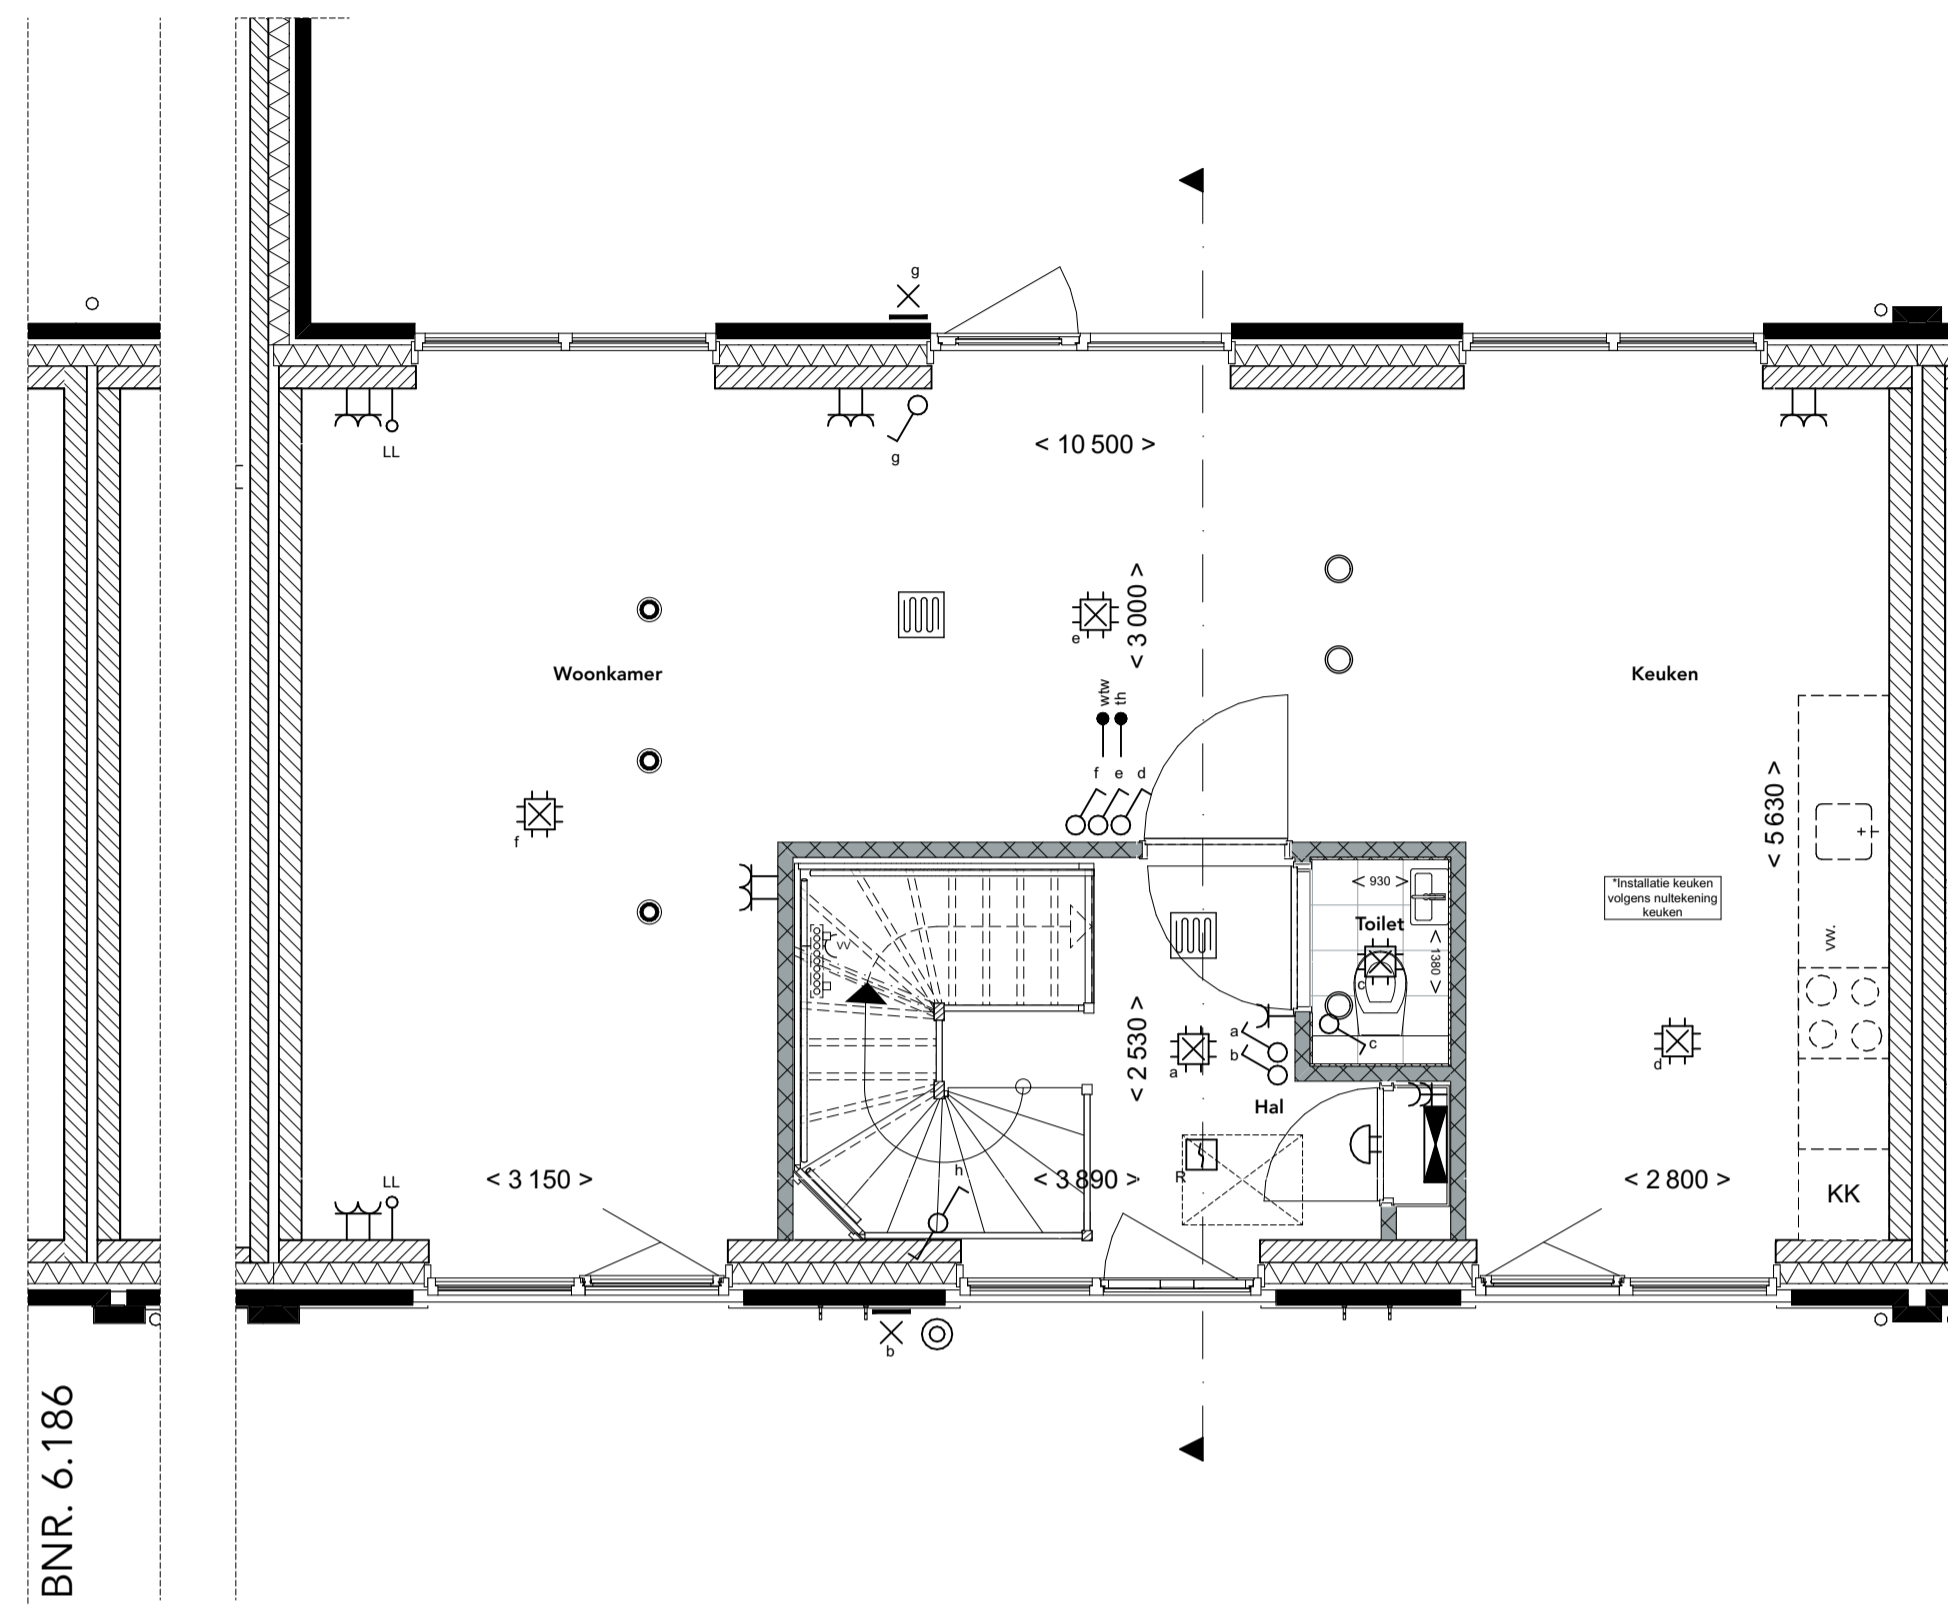 g
LL
g
< 10 500 >
e
< 3 000 >
Woonkamer
Keuken
wtw
th
f e d
f
< 5 630 >
*Installatie keuken
volgens nultekening
keuken
< 930 >
Toilet
vv
vw.
< 1380 >
c
a
b
c
< 2 530 >
a
d
Hal
LL
< 3 150 >
h
< 3 890 >
R
< 2 800 >
KK
b
BNR. 6.186